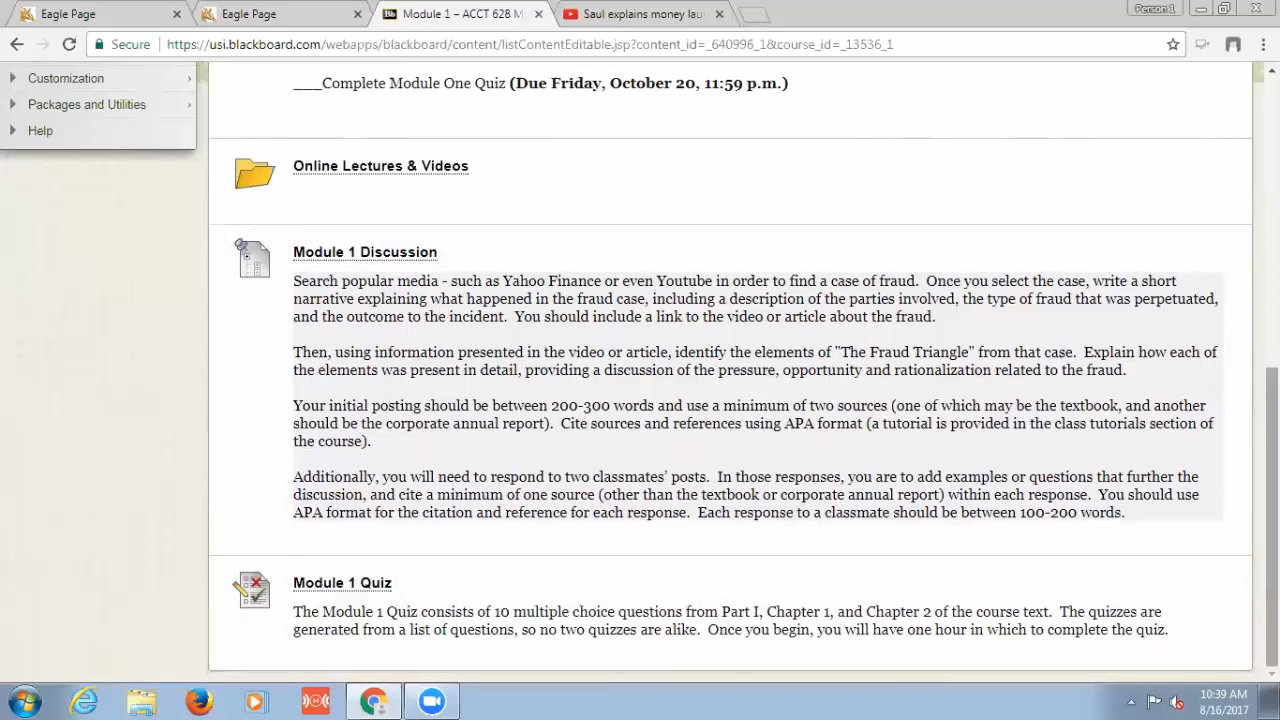 Eagle Page
Eagle Page
Bb
Module 1 – ACCT 628 M
Saul explains money lau
Person 1
Secure
https://usi.blackboard.com/webapps/blackboard/content/listContentEditable.jsp?content_id=_640996_1&course_id=_13536_1
Customization
Packages and Utilities
Help
___Complete Module One Quiz (Due Friday, October 20, 11:59 p.m.)
Online Lectures & Videos
Module 1 Discussion
Search popular media - such as Yahoo Finance or even Youtube in order to find a case of fraud. Once you select the case, write a short
narrative explaining what happened in the fraud case, including a description of the parties involved, the type of fraud that was perpetuated,
and the outcome to the incident. You should include a link to the video or article about the fraud.
Then, using information presented in the video or article, identify the elements of "The Fraud Triangle" from that case. Explain how each of
the elements was present in detail, providing a discussion of the pressure, opportunity and rationalization related to the fraud.
Your initial posting should be between 200-300 words and use a minimum of two sources (one of which may be the textbook, and another
should be the corporate annual report). Cite sources and references using APA format (a tutorial is provided in the class tutorials section of
the course).
Additionally, you will need to respond to two classmates' posts. In those responses, you are to add examples or questions that further the
discussion, and cite a minimum of one source (other than the textbook or corporate annual report) within each response. You should use
APA format for the citation and reference for each response. Each response to a classmate should be between 100-200 words.
Module 1 Quiz
The Module 1 Quiz consists of 10 multiple choice questions from Part I, Chapter 1, and Chapter 2 of the course text. The quizzes are
generated from a list of questions, so no two quizzes are alike. Once you begin, you will have one hour in which to complete the quiz.
10:39 AM
8/16/2017